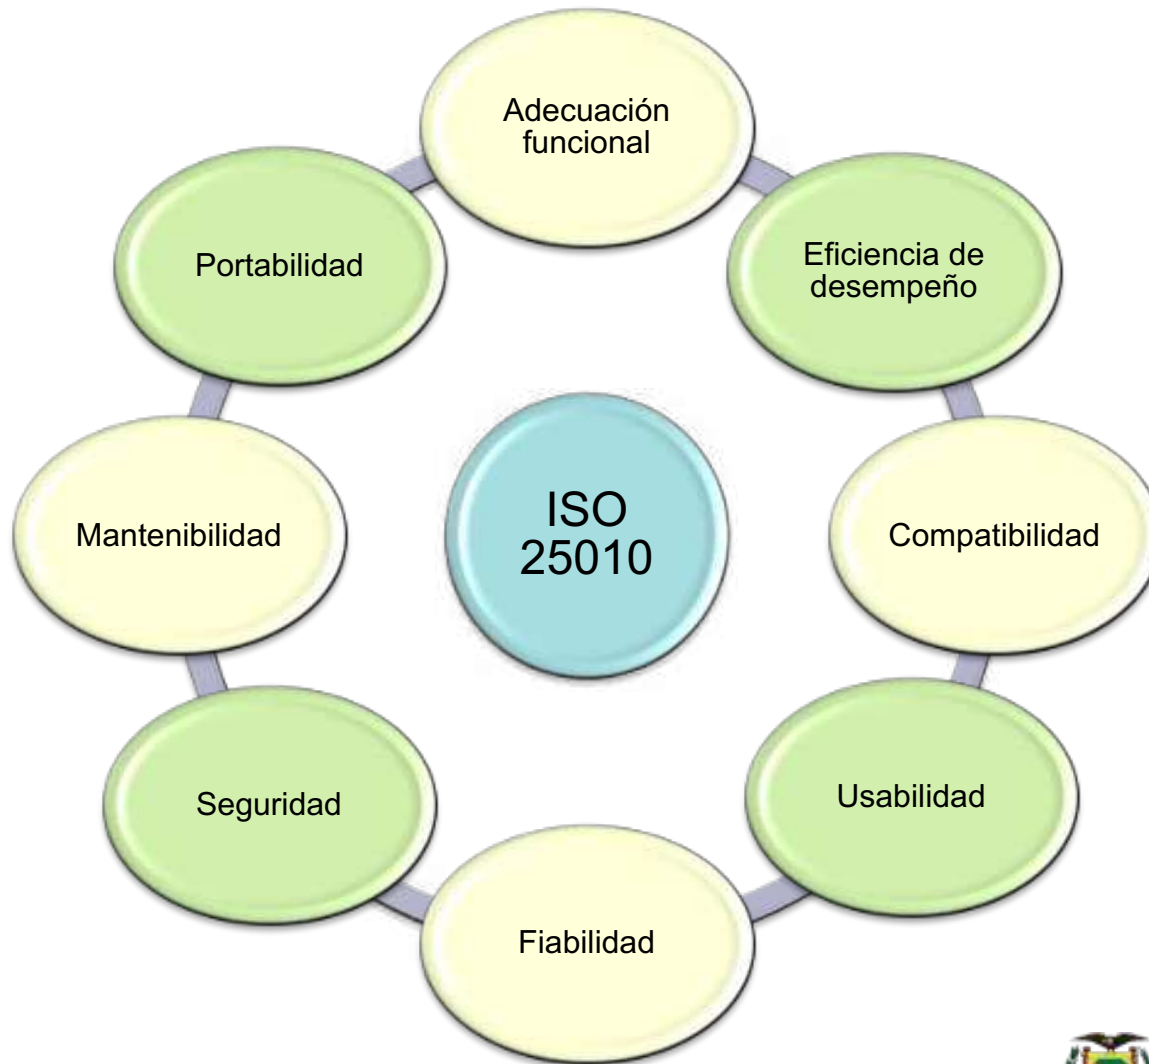 Adecuación
funcional
Eficiencia de
desempeño
Compatibilidad
Usabilidad
Fiabilidad
Seguridad
Mantenibilidad
Portabilidad
ISO
25010